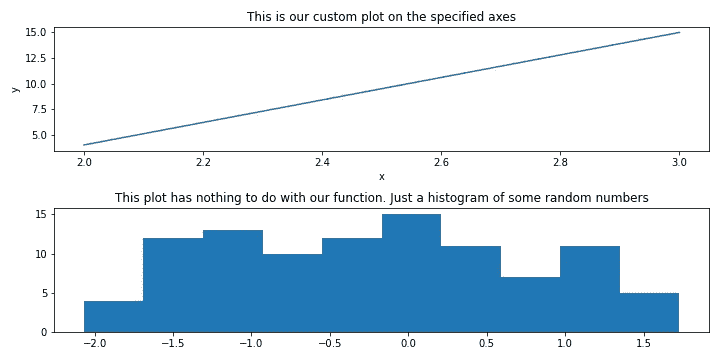 This is our custom plot on the specified axes
15.0
12.5
10.0
7.5
5.0
y
2.0 2.2 2.4 2.6 2.8 3.0
x
This plot has nothing to do with our function. Just a histogram of some random numbers
15
10
5
0
−2.0 −1.5 −1.0 −0.5 0.0 0.5 1.0 1.5